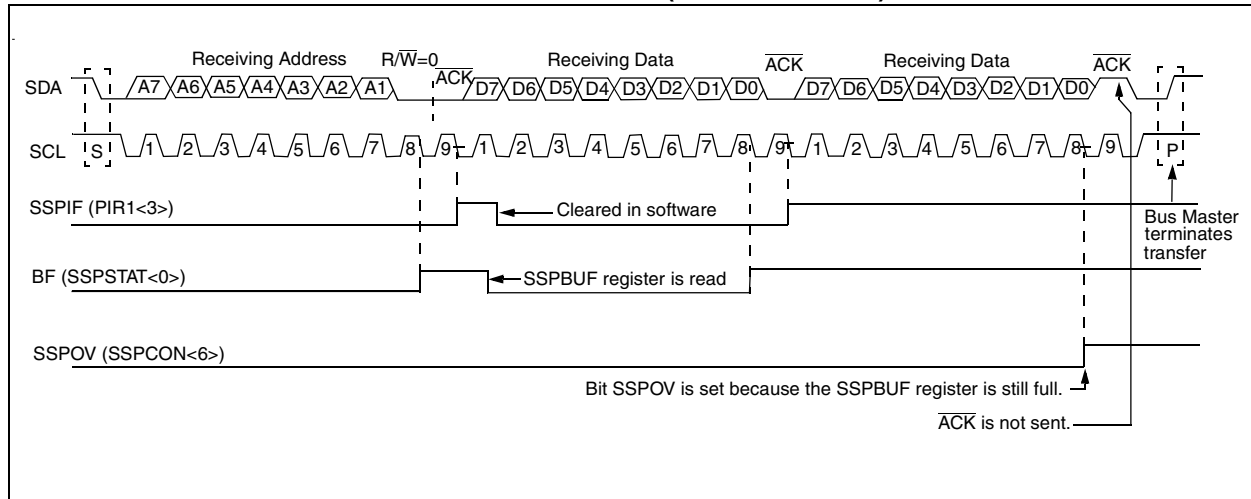 Receiving Address R/W=0 Receiving Data ACK Receiving Data ACK
ACK
SDA A7 A6 A5 A4 A3 A2 A1 D7 D6 D5 D4 D3 D2 D1 D0 D7 D6 D5 D4 D3 D2 D1 D0
SCL S 1 2 3 4 5 6 7 8 9 1 2 3 4 5 6 7 8 9 1 2 3 4 5 6 7 8 9 P
SSPIF (PIR1<3>)
Cleared in software
Bus Master
terminates
transfer
BF (SSPSTAT<0>)
SSPBUF register is read
SSPOV (SSPCON<6>)
Bit SSPOV is set because the SSPBUF register is still full.
ACK is not sent.